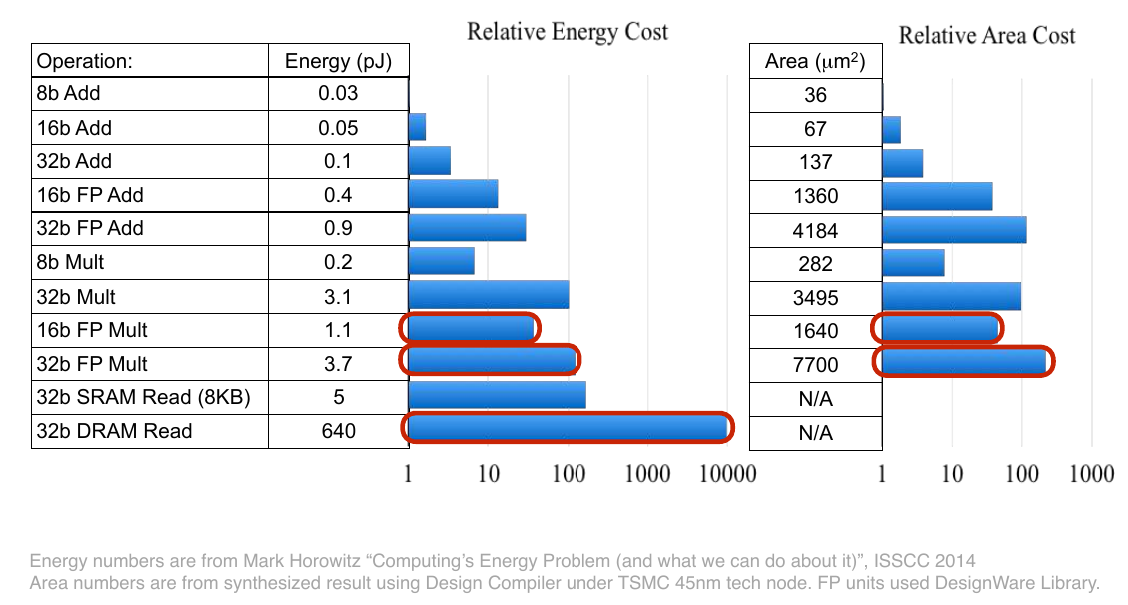 Relative Energy Cost
Relative Area Cost
Operation: Energy (pJ) Area (μm²)
8b Add 0.03 36
16b Add 0.05 67
32b Add 0.1 137
16b FP Add 0.4 1360
32b FP Add 0.9 4184
8b Mult 0.2 282
32b Mult 3.1 3495
16b FP Mult 1.1 1640
32b FP Mult 3.7 7700
32b SRAM Read (8KB) 5 N/A
32b DRAM Read 640 N/A
1 10 100 1000 10000 1 10 100 1000
Energy numbers are from Mark Horowitz “Computing’s Energy Problem (and what we can do about it)”, ISSCC 2014
Area numbers are from synthesized result using Design Compiler under TSMC 45nm tech node. FP units used DesignWare Library.